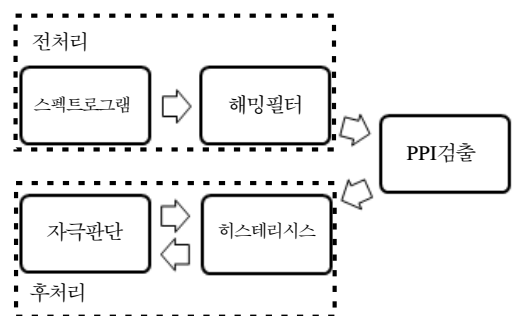 전처리
스펙트로그램
해밍필터
PPI검출
자극판단
히스테리시스
후처리